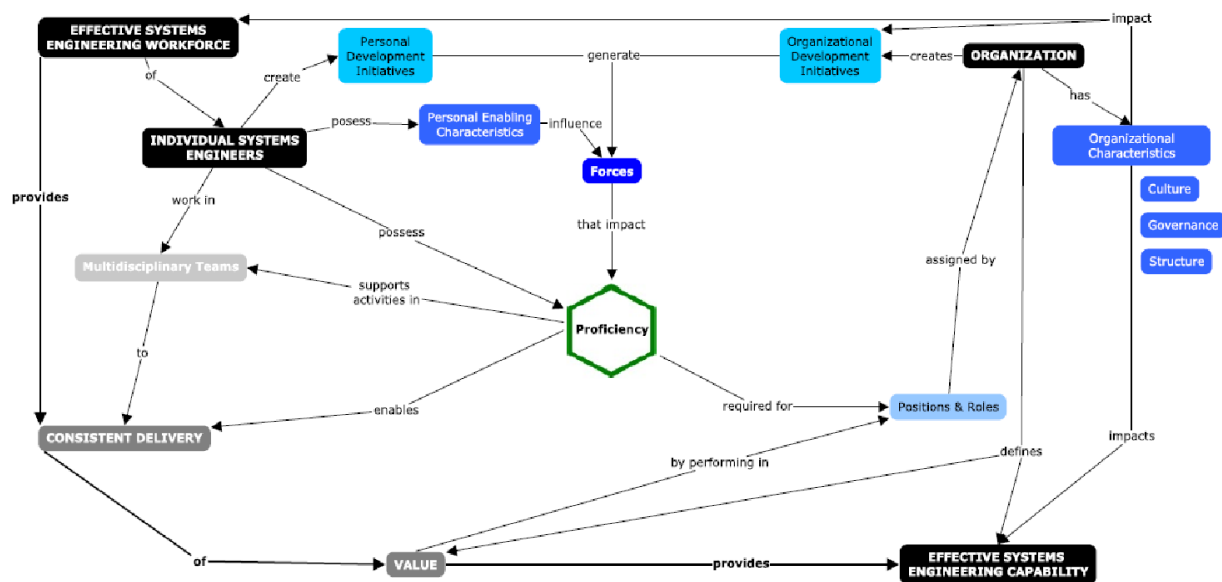 EFFECTIVE SYSTEMS
ENGINEERING WORKFORCE
impact
Personal
Development
Initiatives
generate
Organizational
Development
Initiatives
creates
ORGANIZATION
of
create
has
posess
Personal Enabling
Characteristics
influence
INDIVIDUAL SYSTEMS
ENGINEERS
Organizational
Characteristics
Forces
Culture
provides
work in
possess
that impact
Governance
Multidisciplinary Teams
supports
activities in
assigned by
Structure
Proficiency
to
enables
required for
Positions & Roles
CONSISTENT DELIVERY
impacts
by performing in
defines
of
VALUE
provides
EFFECTIVE SYSTEMS
ENGINEERING CAPABILITY